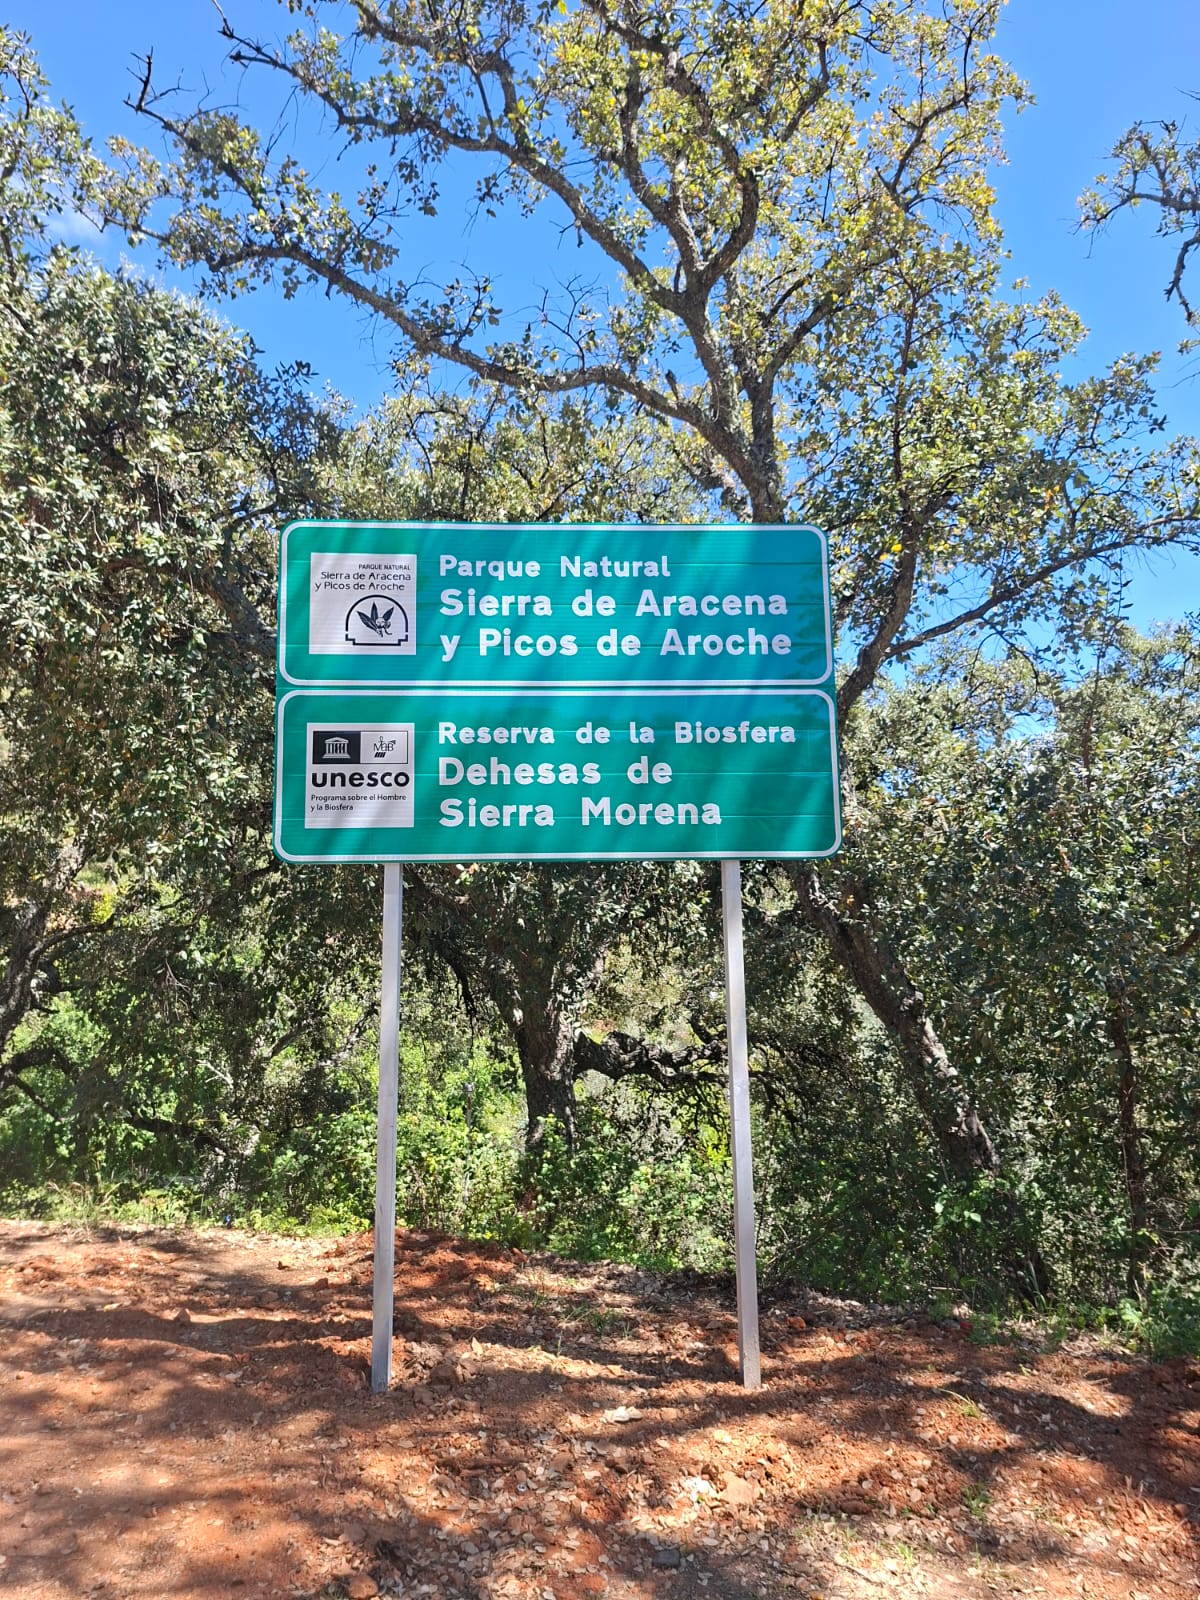 PARQUE NATURAL
Sierra de Aracena
y Picos de Aroche
Parque Natural
Sierra de Aracena
y Picos de Aroche
MaB
unesco
Programa sobre el Hombre
y la Biosfera
Reserva de la Biosfera
Dehesas de
Sierra Morena